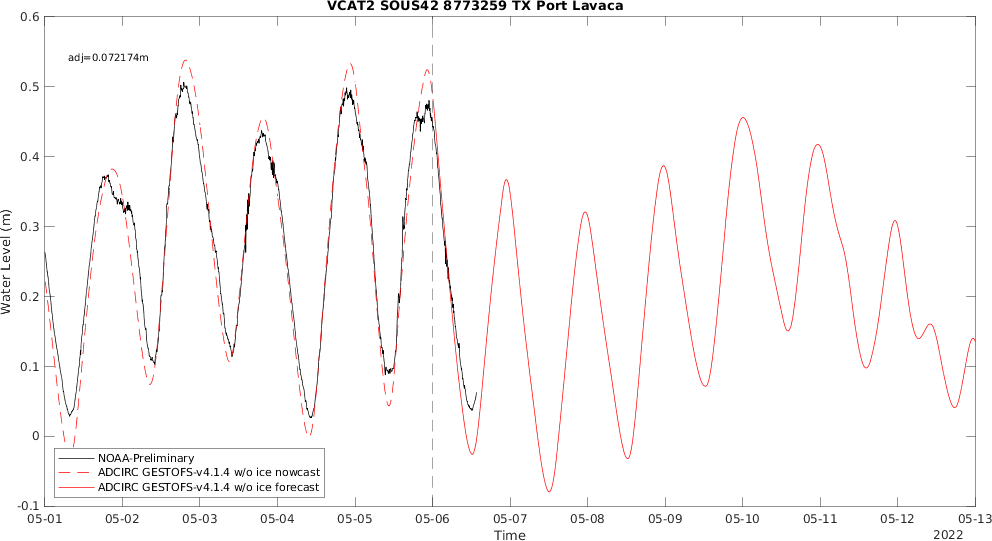 VCAT2 SOUS42 8773259 TX Port Lavaca
adj=0.072174m
Water Level (m)
0.6
0.5
0.4
0.3
0.2
0.1
0
-0.1
NOAA-Preliminary
ADCIRC GESTOFS-v4.1.4 w/o ice nowcast
ADCIRC GESTOFS-v4.1.4 w/o ice forecast
05-01 05-02 05-03 05-04 05-05 05-06 05-07 05-08 05-09 05-10 05-11 05-12 05-13
Time
2022